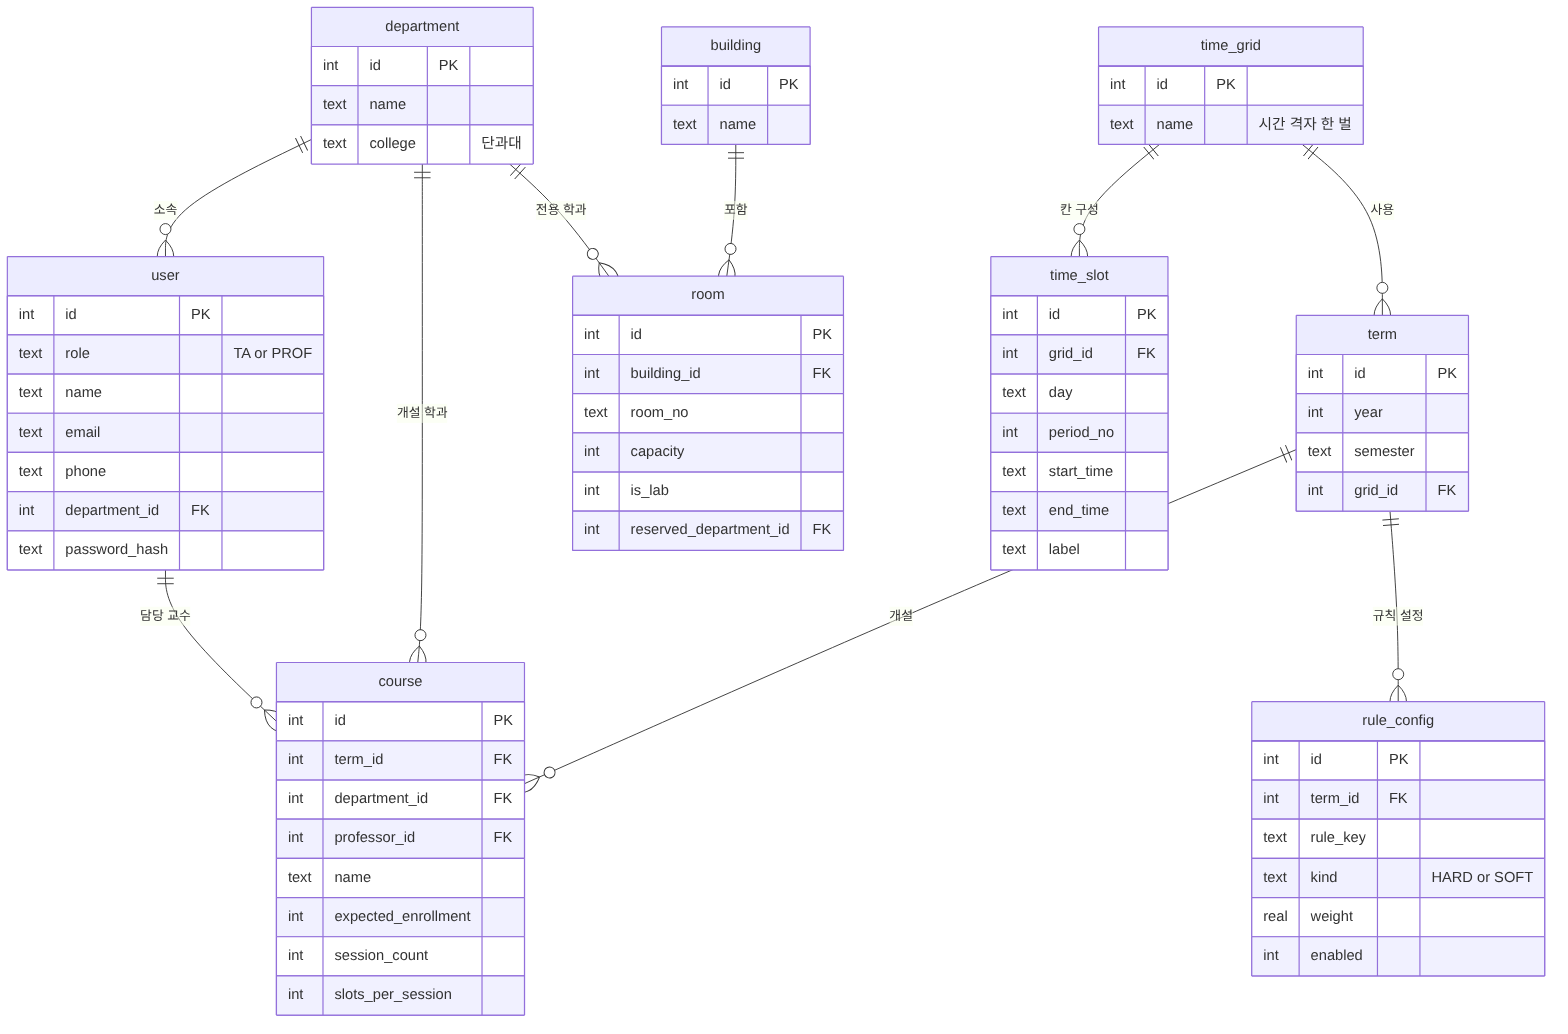 department
int id PK
text name
text college 단과대
building
int id PK
text name
time_grid
int id PK
text name 시간 격자 한 벌
소속
전용 학과
포함
칸 구성
사용
개설 학과
user
int id PK
text role TA or PROF
text name
text email
text phone
int department_id FK
text password_hash
room
int id PK
int building_id FK
text room_no
int capacity
int is_lab
int reserved_department_id FK
time_slot
int id PK
int grid_id FK
text day
int period_no
text start_time
text end_time
text label
term
int id PK
int year
text semester
int grid_id FK
담당 교수
개설
규칙 설정
course
int id PK
int term_id FK
int department_id FK
int professor_id FK
text name
int expected_enrollment
int session_count
int slots_per_session
rule_config
int id PK
int term_id FK
text rule_key
text kind HARD or SOFT
real weight
int enabled